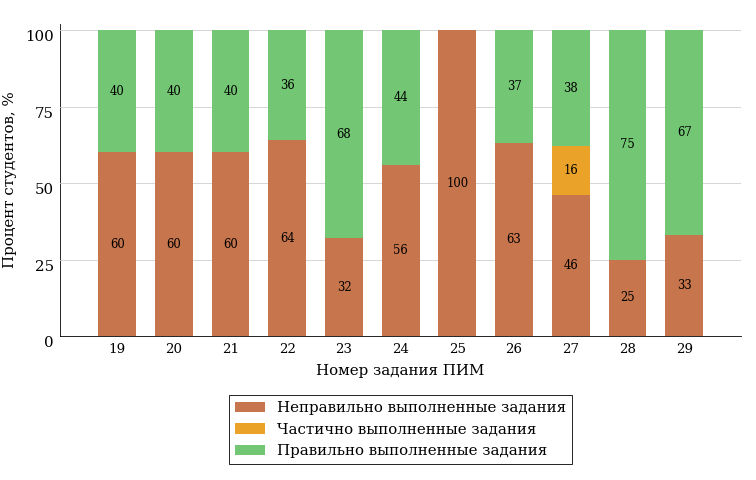 Процент студентов, %
100
75
50
25
0
40 40 40 36 68 44 37 38 75 67
16
60 60 60 64 32 56 100 63 46 25 33
19 20 21 22 23 24 25 26 27 28 29
Номер задания ПИМ
Неправильно выполненные задания
Частично выполненные задания
Правильно выполненные задания